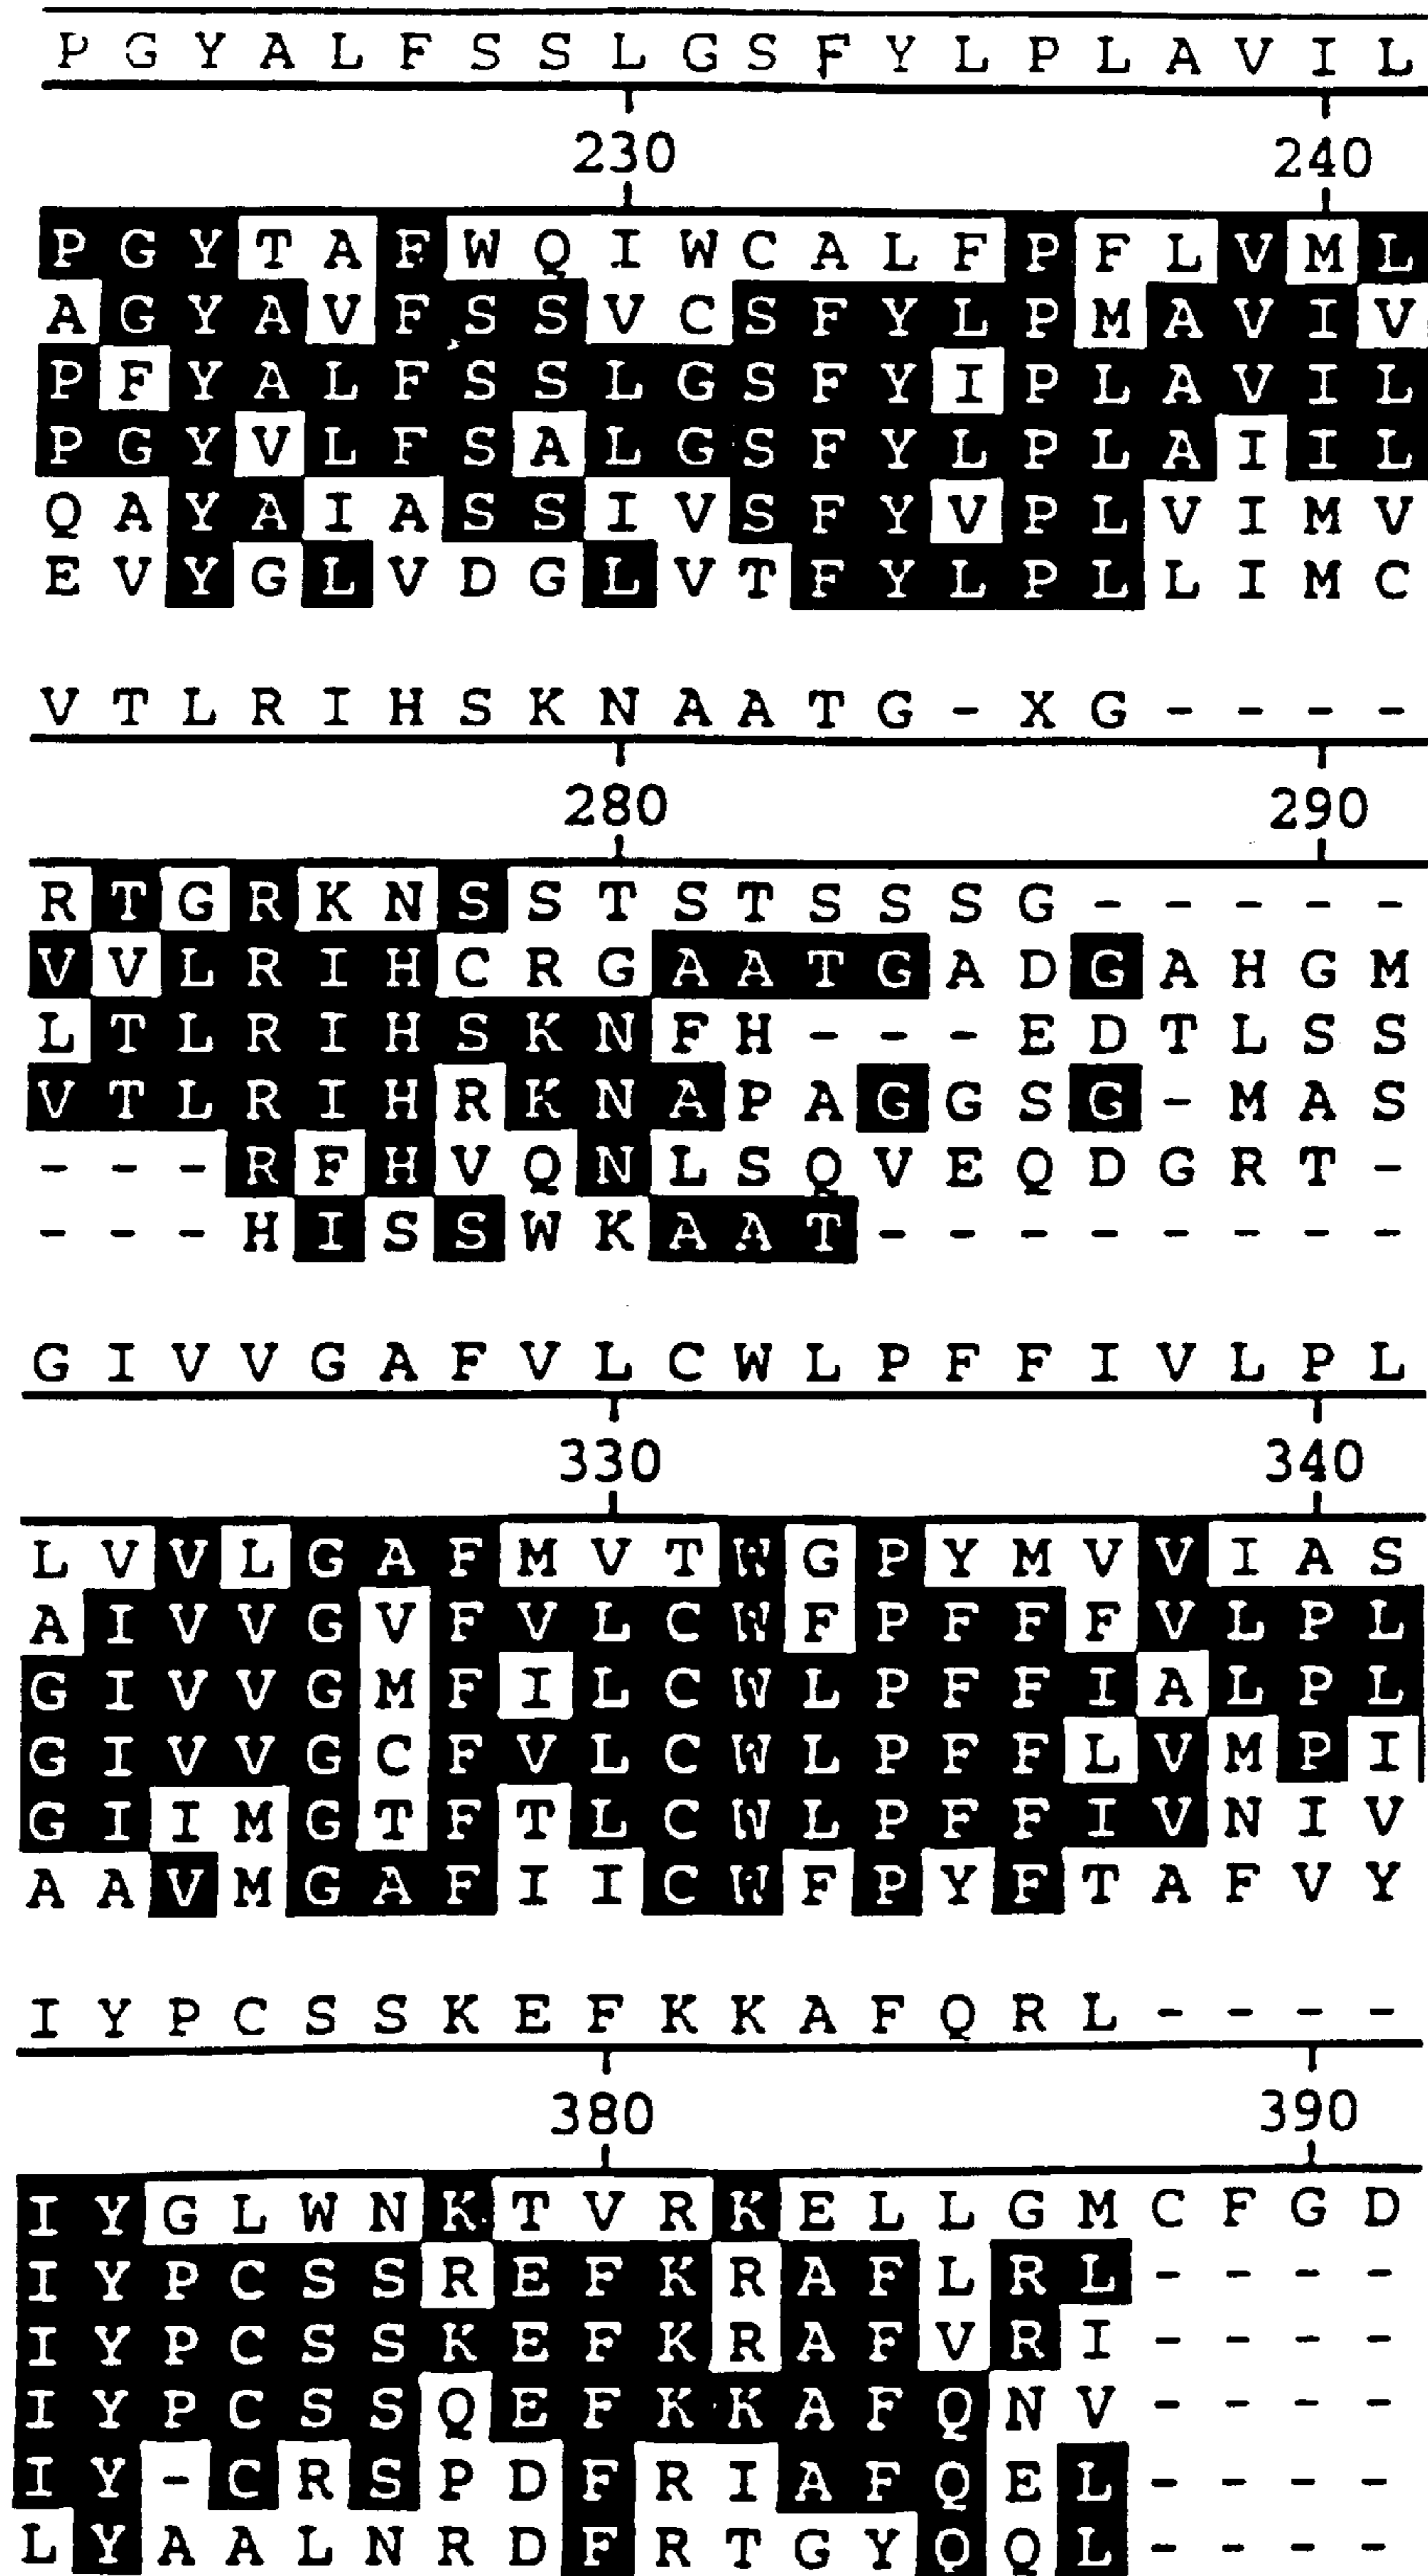 P G Y A L F S S L G S F Y L P L A V I L
230 240
P G Y T A F W Q I W C A L F P F L V M L
A G Y A V F S S V C S F Y L P M A V I V
P F Y A L F S S L G S F Y I P L A V I L
P G Y V L F S A L G S F Y L P L A I I L
Q A Y A I A S S I V S F Y V P L V I M V
E V Y G L V D G L V T F Y L P L L I M C
V T L R I H S K N A A T G - X G - - - -
280 290
R T G R K N S S T S T S S S G - - - - -
V V L R I H C R G A A T G A D G A H G M
L T L R I H S K N F H - - - E D T L S S
V T L R I H R K N A P A G G S G - M A S
- - - R F H V Q N L S Q V E Q D G R T -
- - - H I S S W K A A T - - - - - - - -
G I V V G A F V L C W L P F F I V L P L
330 340
L V V L G A F M V T W G P Y M V V I A S
A I V V G V F V L C W F P F F F V L P L
G I V V G M F I L C W L P F F I A L P L
G I V V G C F V L C W L P F F L V M P I
G I I M G T F T L C W L P F F I V N I V
A A V M G A F I I C W F P Y F T A F V Y
I Y P C S S K E F K K A F Q R L - - - -
380 390
I Y G L W N K T V R K E L L G M C F G D
I Y P C S S R E F K R A F L R L - - - -
I Y P C S S K E F K R A F V R I - - - -
I Y P C S S Q E F K K A F Q N V - - - -
I Y - C R S P D F R I A F Q E L - - - -
L Y A A L N R D F R T G Y Q Q L - - - -